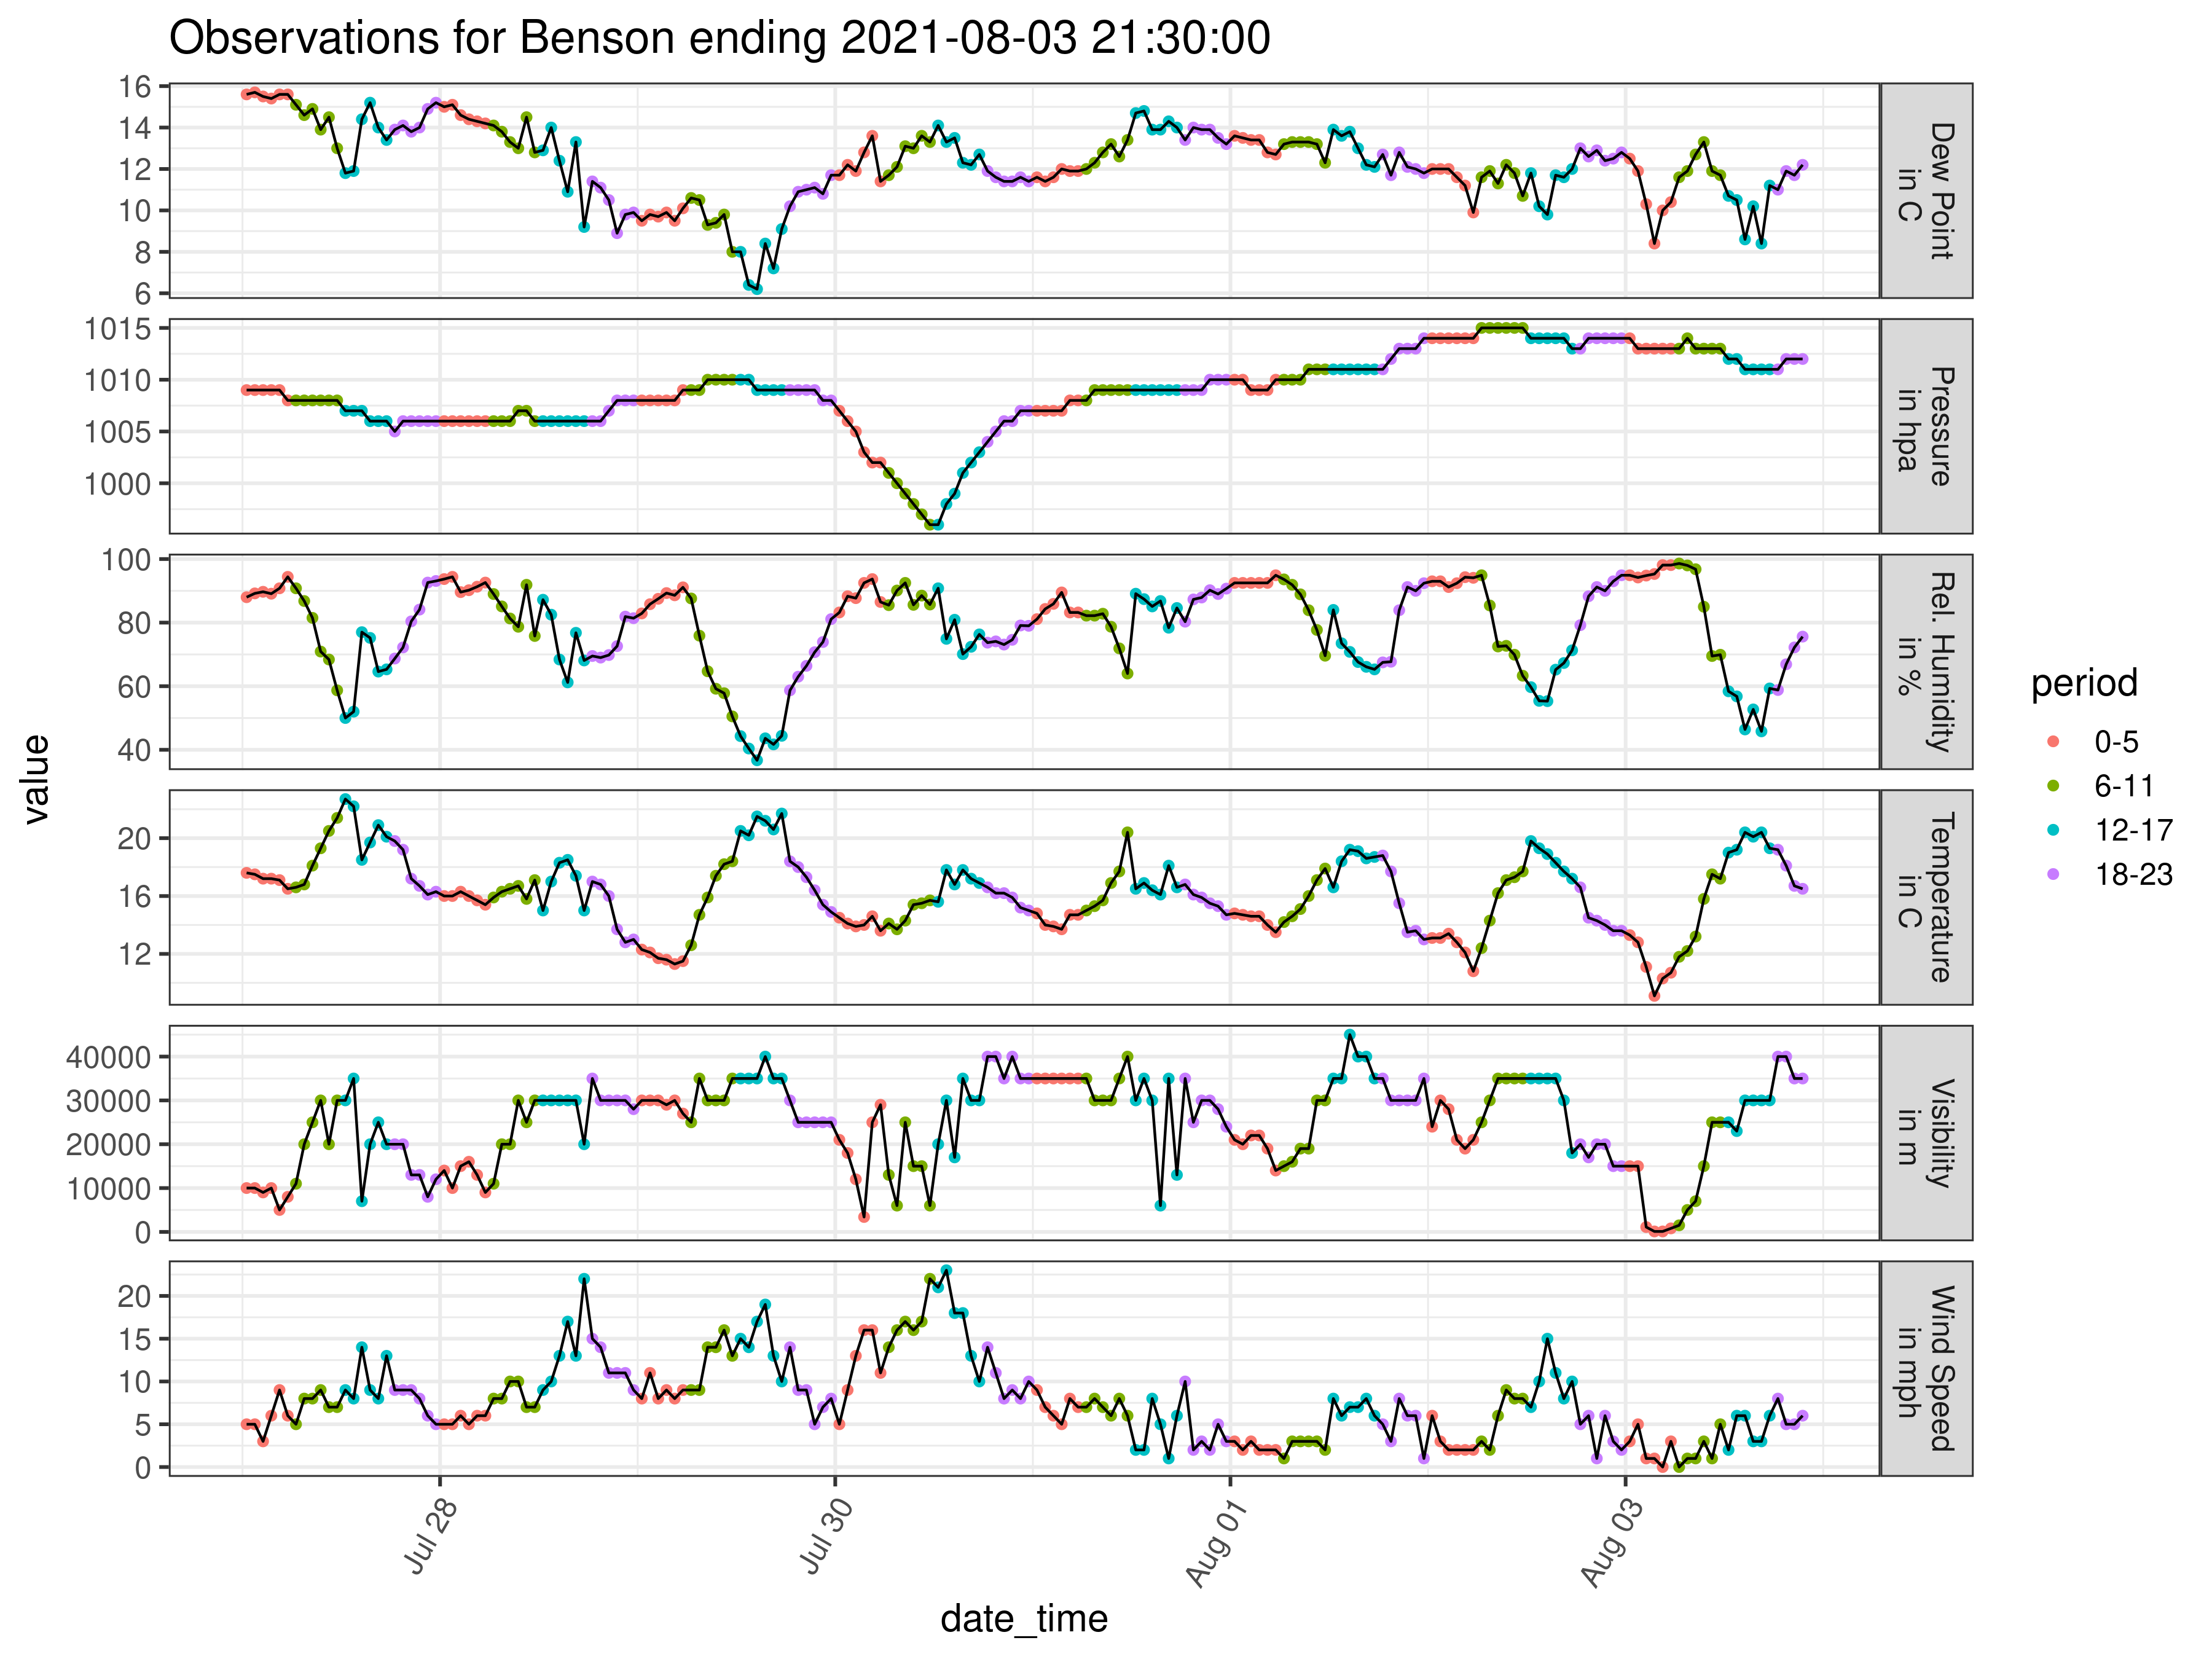 Observations for Benson ending 2021-08-03 21:30:00
value
16
14
12
10
8
6
Dew Point
in C
1015
1010
1005
1000
Pressure
in hpa
100
80
60
40
Rel. Humidity
in %
20
16
12
Temperature
in C
40000
30000
20000
10000
0
Visibility
in m
20
15
10
5
0
Wind Speed
in mph
Jul 28
Jul 30
Aug 01
Aug 03
date_time
period
0-5
6-11
12-17
18-23